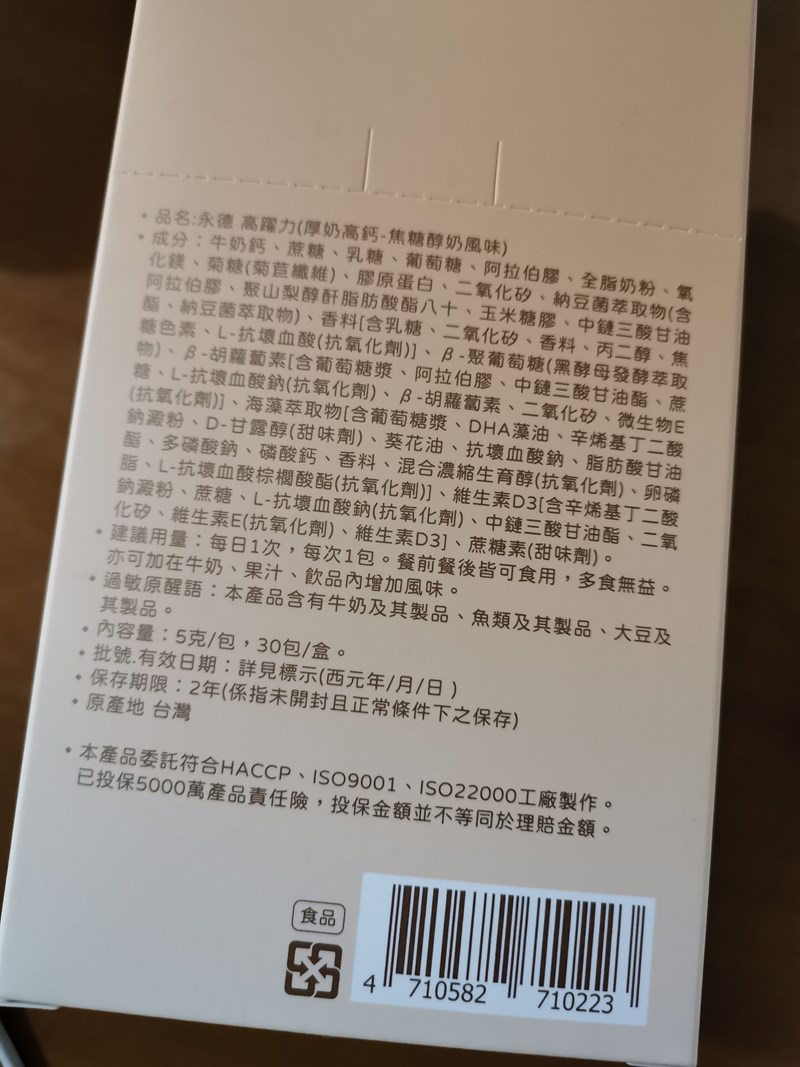 • 品名:永德 高躍力(厚奶高鈣-焦糖醇奶風味)
• 成分：牛奶鈣、蔗糖、乳糖、葡萄糖、阿拉伯膠、全脂奶粉、氧
化鎂、菊糖(菊苣纖維)、膠原蛋白、二氧化矽、納豆菌萃取物(含
阿拉伯膠、聚山梨醇酐脂肪酸酯八十、玉米糖膠、中鏈三酸甘油
酯、納豆菌萃取物)、香料[含乳糖、二氧化矽、香料、丙二醇、焦
糖色素、L-抗壞血酸(抗氧化劑)]、β-聚葡萄糖(黑酵母發酵萃取
物)、β-胡蘿蔔素[含葡萄糖漿、阿拉伯膠、中鏈三酸甘油酯、蔗
糖、L-抗壞血酸鈉(抗氧化劑)、β-胡蘿蔔素、二氧化矽、微生物E
(抗氧化劑)]、海藻萃取物[含葡萄糖漿、DHA藻油、辛烯基丁二酸
鈉澱粉、D-甘露醇(甜味劑)、葵花油、抗壞血酸鈉、脂肪酸甘油
酯、多磷酸鈉、磷酸鈣、香料、混合濃縮生育醇(抗氧化劑)、卵磷
脂、L-抗壞血酸棕櫚酸酯(抗氧化劑)]、維生素D3[含辛烯基丁二酸
鈉澱粉、蔗糖、L-抗壞血酸鈉(抗氧化劑)、中鏈三酸甘油酯、二氧
化矽、維生素E(抗氧化劑)、維生素D3]、蔗糖素(甜味劑)。
• 建議用量：每日1次，每次1包。餐前餐後皆可食用，多食無益。
亦可加在牛奶、果汁、飲品內增加風味。
• 過敏原醒語：本產品含有牛奶及其製品、魚類及其製品、大豆及
其製品。
• 內容量：5克/包，30包/盒。
• 批號.有效日期：詳見標示(西元年/月/日)
• 保存期限：2年(係指未開封且正常條件下之保存)
• 原產地 台灣
• 本產品委託符合HACCP、ISO9001、ISO22000工廠製作。
已投保5000萬產品責任險，投保金額並不等同於理賠金額。
食品
4 710582 710223